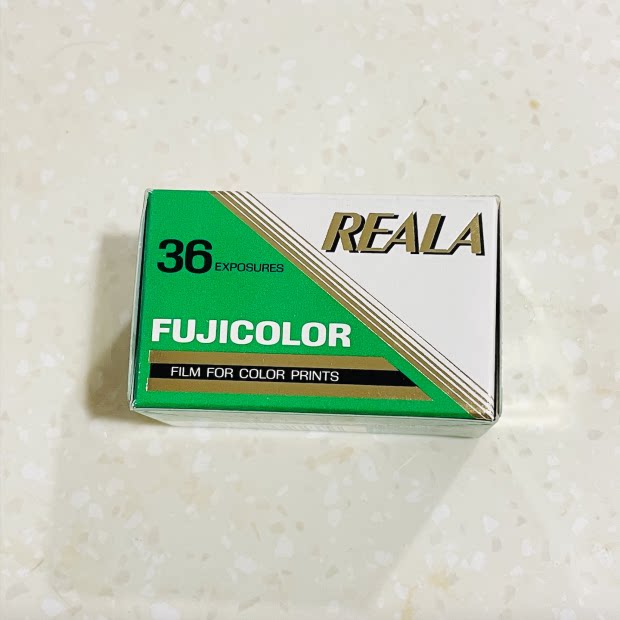 REALA
36 EXPOSURES
FUJICOLOR
FILM FOR COLOR PRINTS